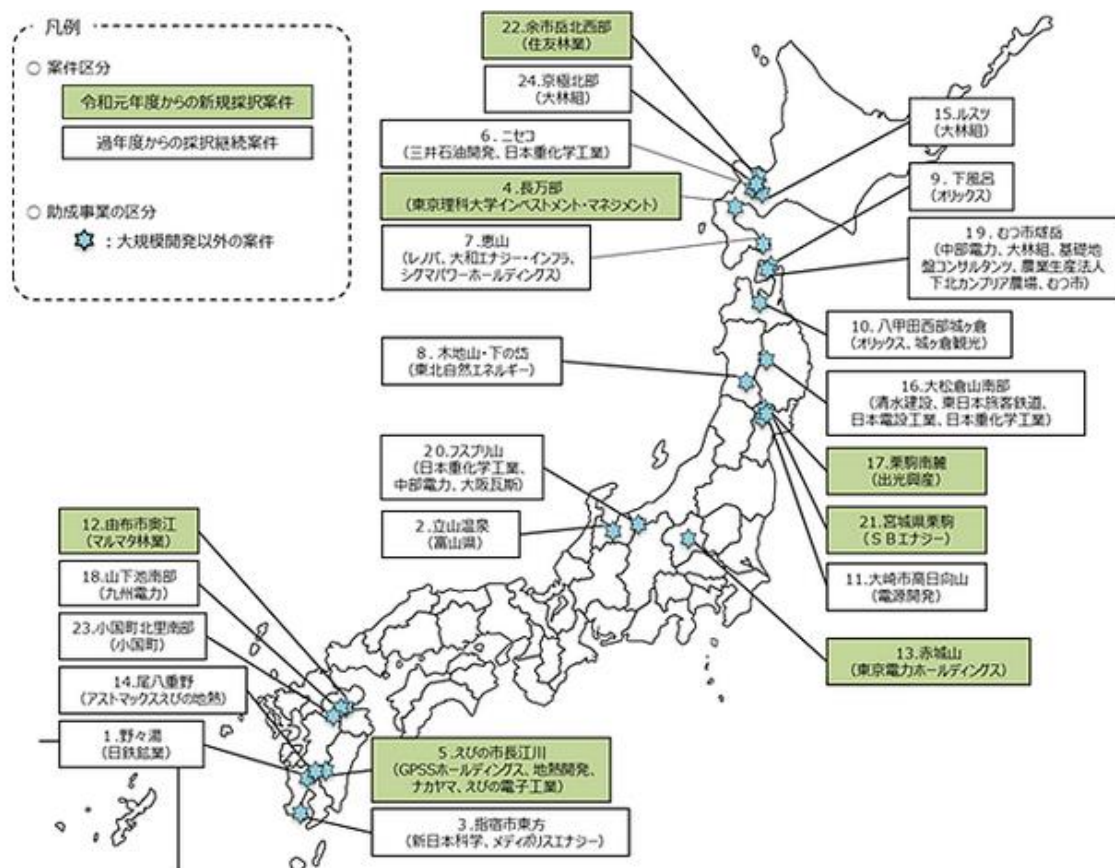 凡例
○ 案件区分
令和元年度からの新規採択案件
過年度からの採択継続案件
○ 助成事業の区分
：大規模開発以外の案件
22.余市岳北西部
（住友林業）
24.京極北部
（大林組）
6．ニセコ
（三井石油開発、日本重化学工業）
4．長万部
（東京理科大学インベストメント・マネジメント）
7．恵山
（レノバ、大和エナジー・インフラ、
シグマパワーホールディングス）
15.ルスツ
（大林組）
9．下風呂
（オリックス）
19．むつ市燧岳
（中部電力、大林組、基礎地
盤コンサルタンツ、農業生産法人
下北カンブリア農場、むつ市）
10．八甲田西部城ヶ倉
（オリックス、城ヶ倉観光）
8．木地山・下の岱
（東北自然エネルギー）
16.大松倉山南部
（清水建設、東日本旅客鉄道、
日本電設工業、日本重化学工業）
20.フスブリ山
（日本重化学工業、
中部電力、大阪瓦斯）
17.栗駒南麓
（出光興産）
2．立山温泉
（富山県）
21.宮城県栗駒
（ＳＢエナジー）
11.大崎市高日向山
（電源開発）
13.赤城山
（東京電力ホールディングス）
12.由布市奥江
（マルマタ林業）
18.山下池南部
（九州電力）
23.小国町北里南部
（小国町）
14.尾八重野
（アストマックスえびの地熱）
1．野々湯
（日鉄鉱業）
5．えびの市長江川
（GPSSホールディングス、地熱開発、
ナカヤマ、えびの電子工業）
3．指宿市東方
（新日本科学、メディポリスエナジー）